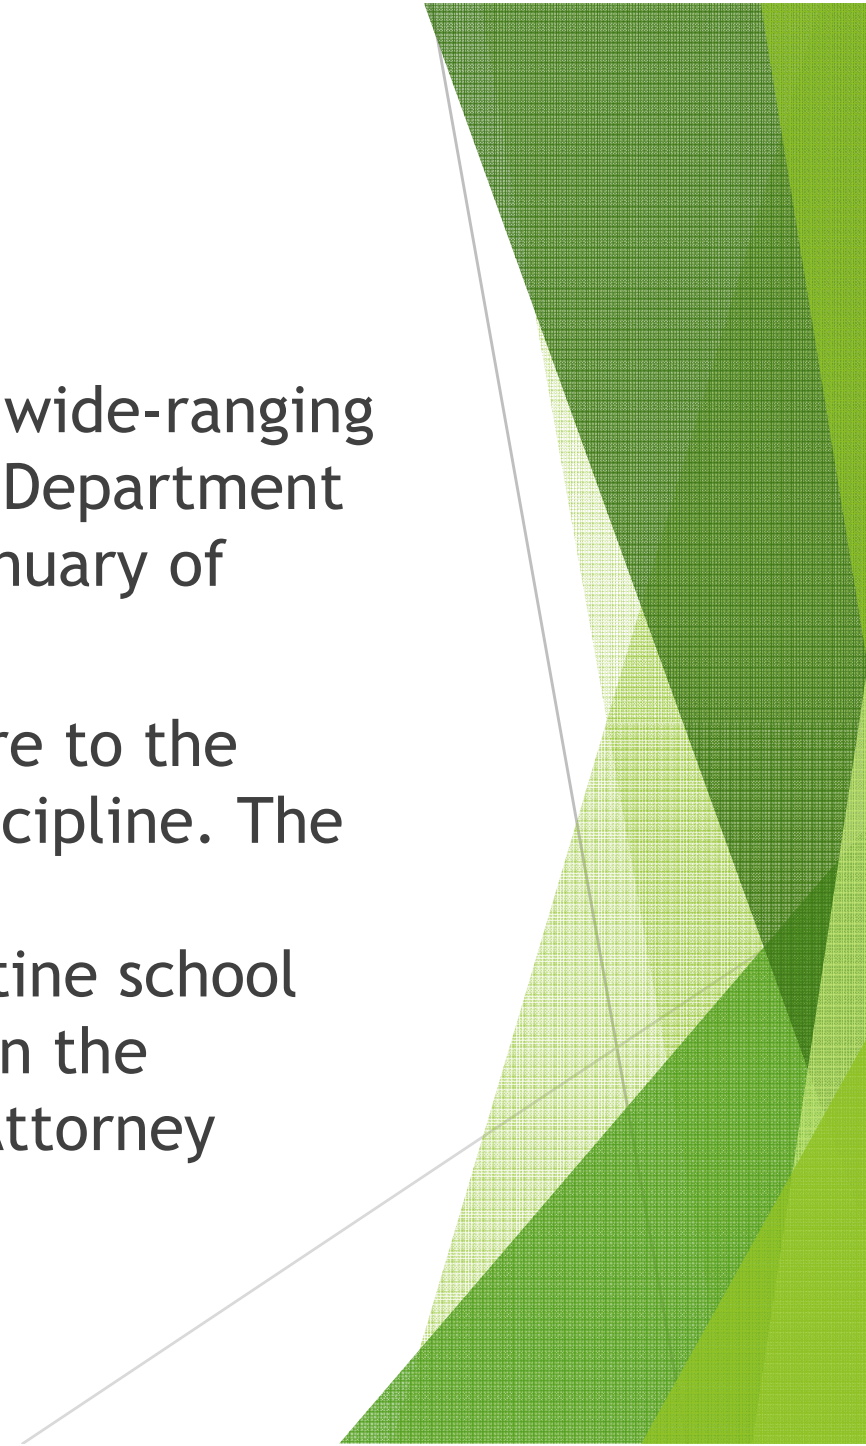 wide-ranging
Department
nuary of
re to the
cipline. The
tine school
n the
Attorney